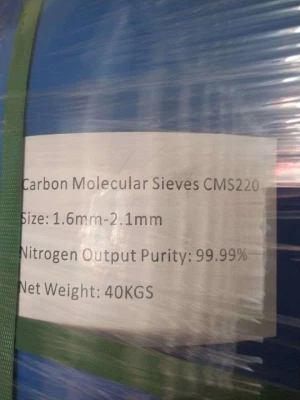 Carbon Molecular Sieves CMS220
Size: 1.6mm-2.1mm
Nitrogen Output Purity: 99.99%
Net Weight: 40KGS